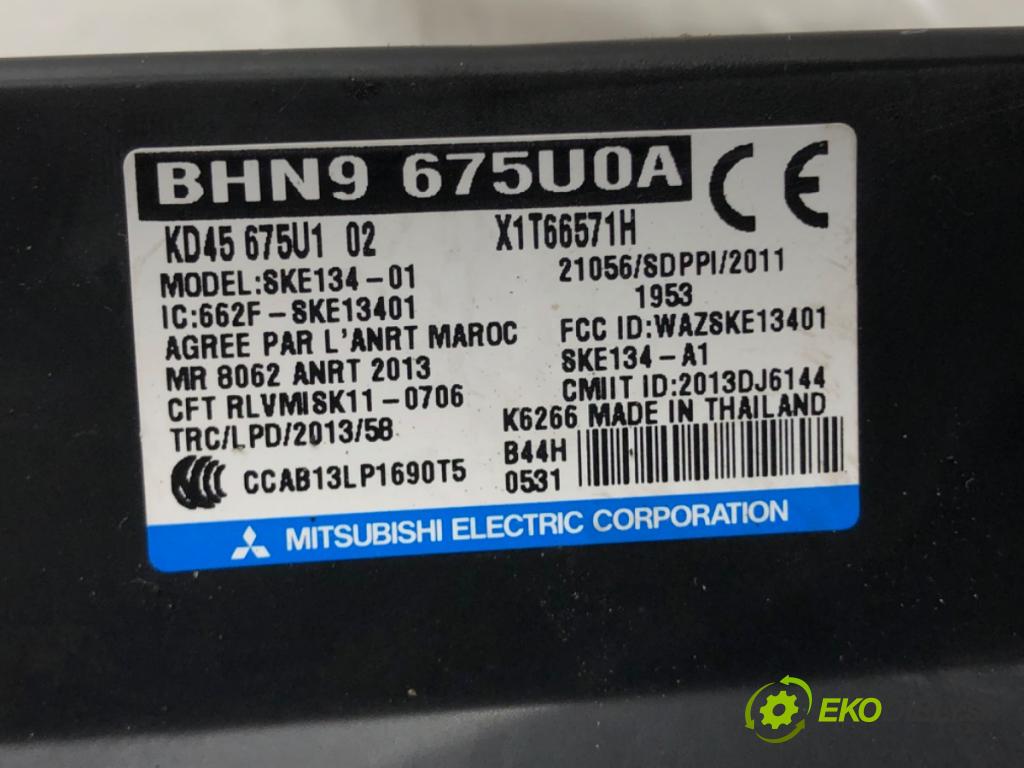 BHN9 675U0A
CE
KD45 675U1 02
X1T66571H
MODEL:SKE134-01
21056/SDPPI/2011
IC:662F-SKE13401
1953
AGREE PAR L'ANRT MAROC
FCC ID:WAZSKE13401
MR 8062 ANRT 2013
SKE134-A1
CFT RLVMISK11-0706
CMIIT ID:2013DJ6144
TRC/LPD/2013/58
K6266 MADE IN THAILAND
CCAB13LP1690T5
B44H
0531
MITSUBISHI ELECTRIC CORPORATION
EKO